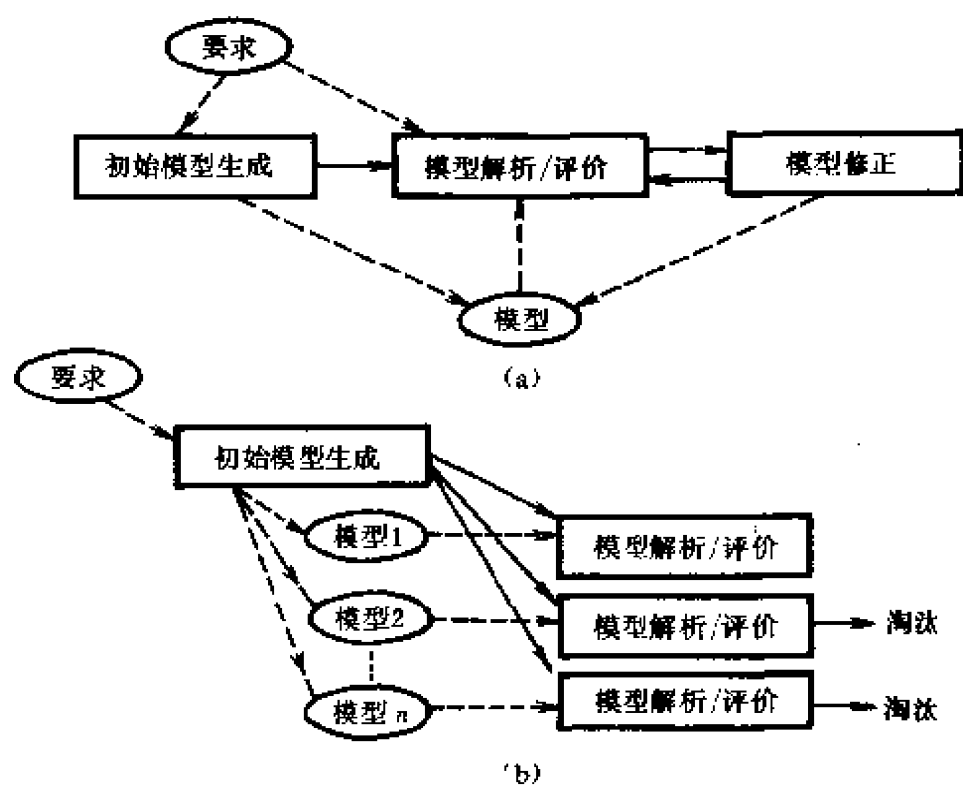 要求
初始模型生成
模型解析/评价
模型修正
模型
(a)
要求
初始模型生成
模型1
模型解析/评价
模型2
模型解析/评价
淘汰
模型n
模型解析/评价
淘汰
(b)